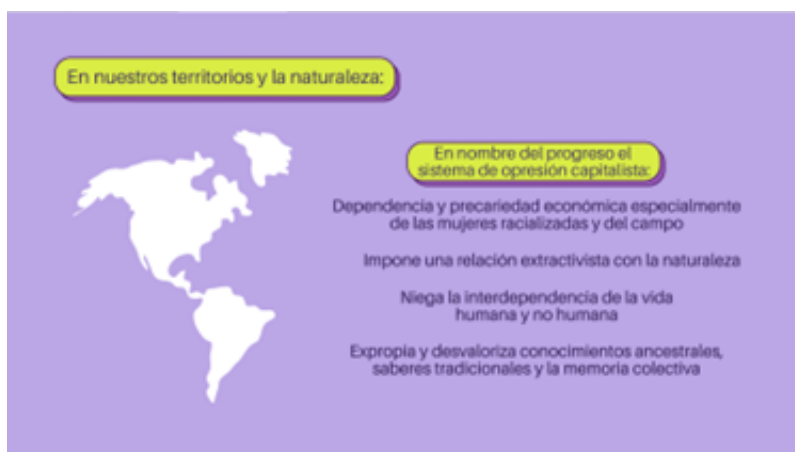 En nuestros territorios y la naturaleza:
En nombre del progreso el
sistema de opresión capitalista:
Dependencia y precariedad económica especialmente
de las mujeres racializadas y del campo
Impone una relación extractivista con la naturaleza
Niega la interdependencia de la vida
humana y no humana
Expropia y desvaloriza conocimientos ancestrales,
saberes tradicionales y la memoria colectiva